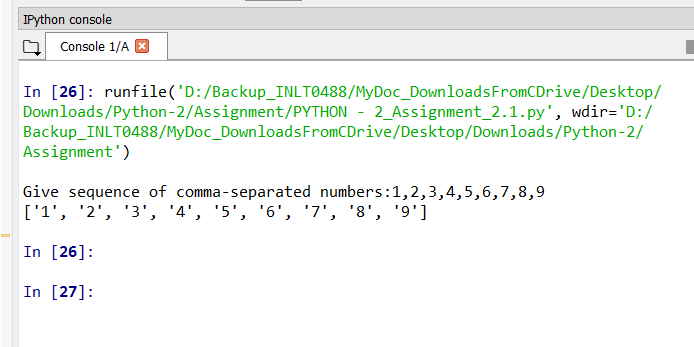 IPython console
Console 1/A
In [26]: runfile('D:/Backup_INLT0488/MyDoc_DownloadsFromCDrive/Desktop/
Downloads/Python-2/Assignment/PYTHON - 2_Assignment_2.1.py', wdir='D:/
Backup_INLT0488/MyDoc_DownloadsFromCDrive/Desktop/Downloads/Python-2/
Assignment')
Give sequence of comma-separated numbers:1,2,3,4,5,6,7,8,9
['1', '2', '3', '4', '5', '6', '7', '8', '9']
In [26]:
In [27]: